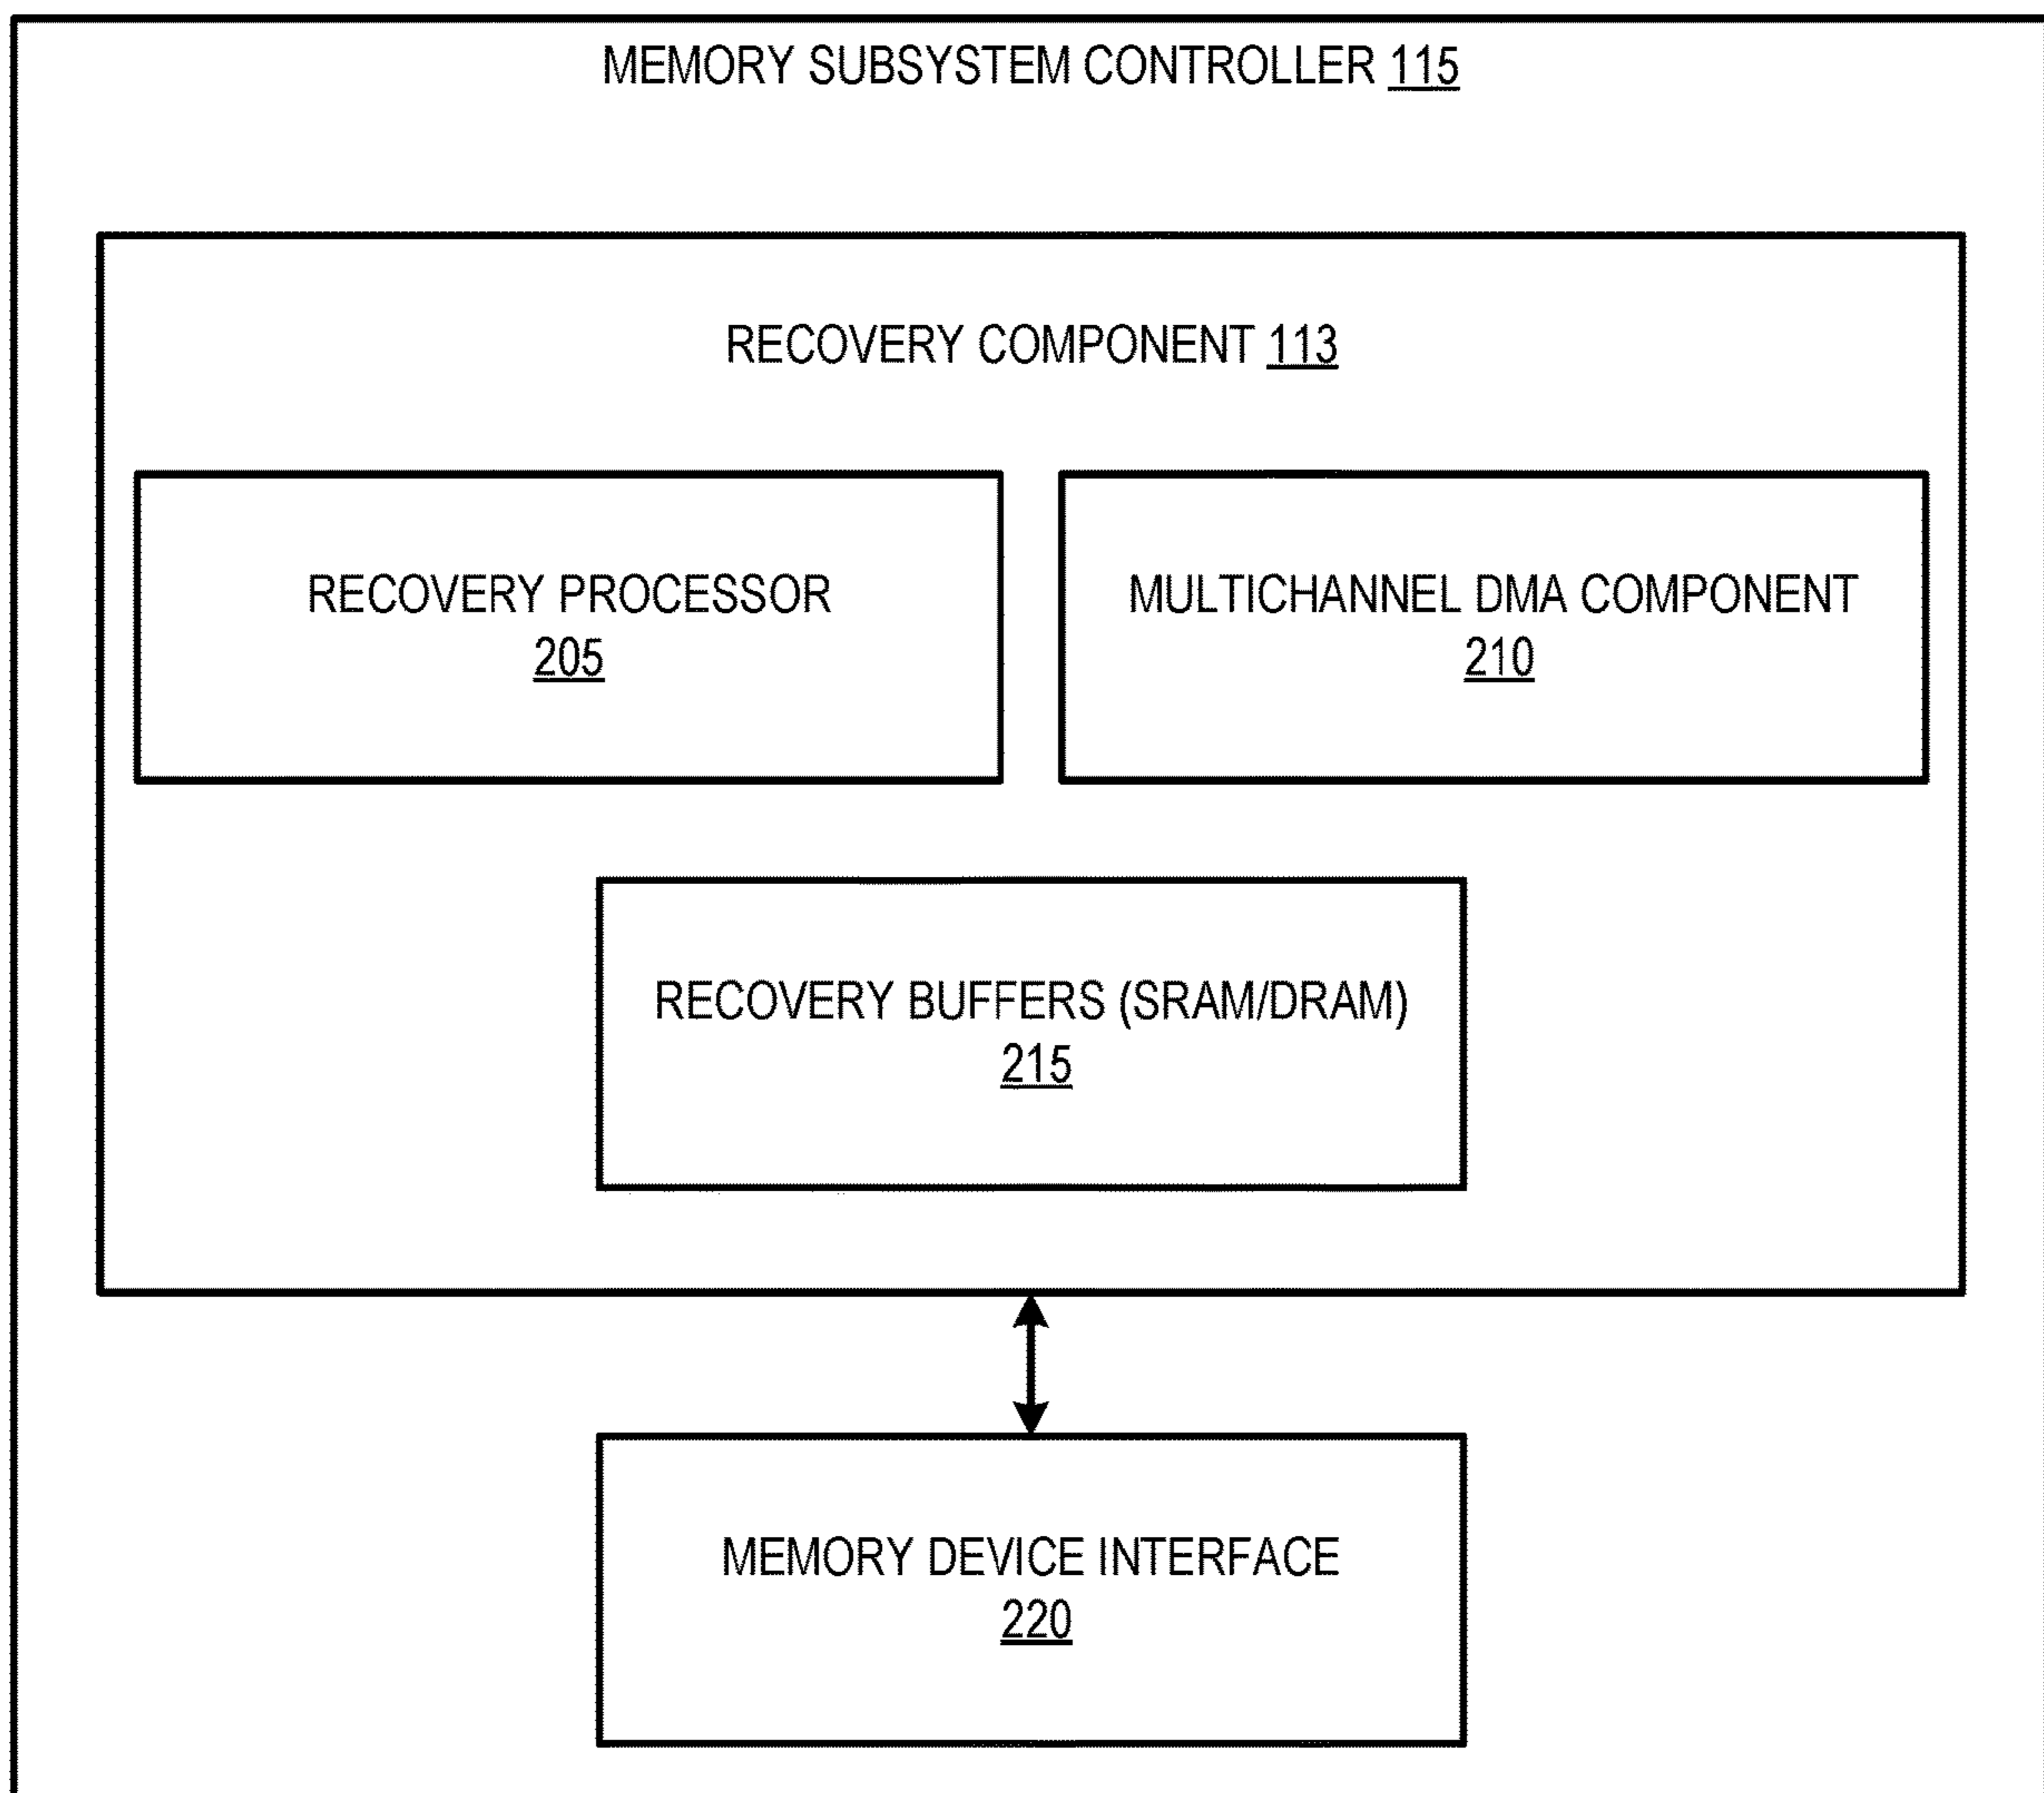 MEMORY SUBSYSTEM CONTROLLER 115
RECOVERY COMPONENT 113
RECOVERY PROCESSOR
205
MULTICHANNEL DMA COMPONENT
210
RECOVERY BUFFERS (SRAM/DRAM)
215
MEMORY DEVICE INTERFACE
220